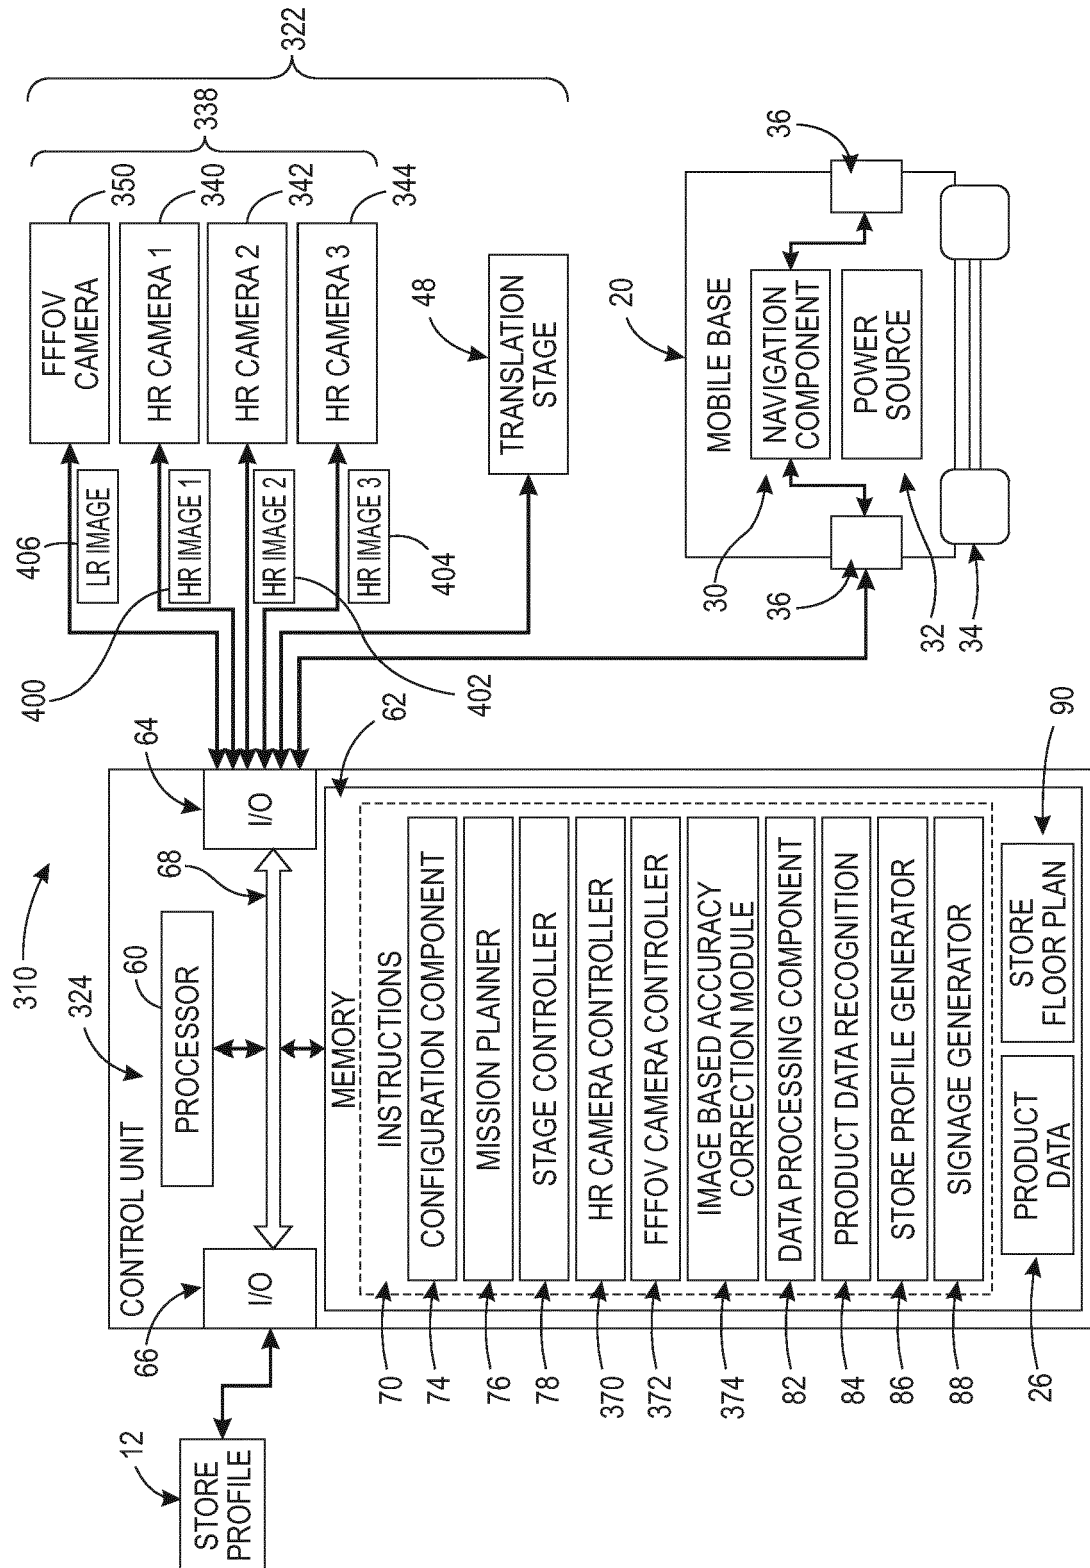 310
324
CONTROL UNIT
PROCESSOR
60
66
I/O
68
I/O
64
12
STORE
PROFILE
MEMORY
62
INSTRUCTIONS
70
CONFIGURATION COMPONENT
74
MISSION PLANNER
76
STAGE CONTROLLER
78
HR CAMERA CONTROLLER
370
FFFOV CAMERA CONTROLLER
372
IMAGE BASED ACCURACY
CORRECTION MODULE
374
DATA PROCESSING COMPONENT
82
PRODUCT DATA RECOGNITION
84
STORE PROFILE GENERATOR
86
SIGNAGE GENERATOR
88
PRODUCT
DATA
26
STORE
FLOOR PLAN
90
322
338
FFFOV
CAMERA
350
HR CAMERA 1
340
HR CAMERA 2
342
HR CAMERA 3
344
406
LR IMAGE
400
HR IMAGE 1
HR IMAGE 2
402
HR IMAGE 3
404
48
TRANSLATION
STAGE
20
MOBILE BASE
30
NAVIGATION
COMPONENT
36
36
POWER
SOURCE
32
34